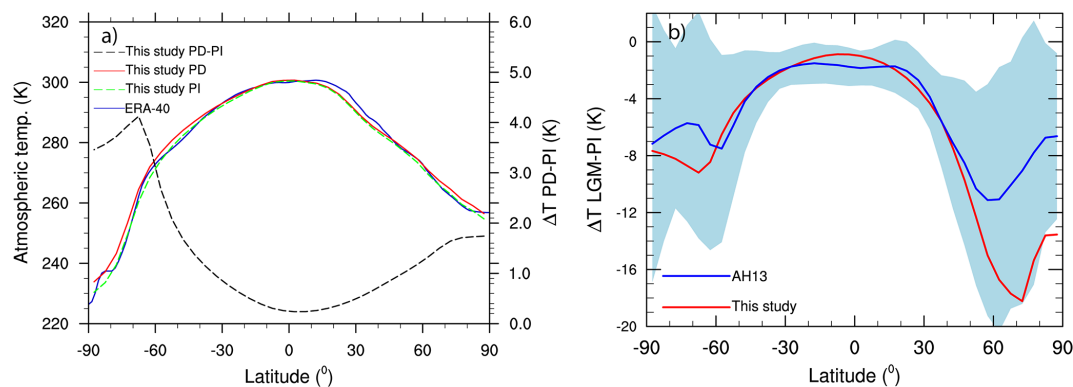 a)
This study PD-PI
This study PD
This study PI
ERA-40
320
300
280
260
240
220
Atmospheric temp. (K)
6.0
5.0
4.0
3.0
2.0
1.0
0.0
ΔT PD-PI (K)
-90 -60 -30 0 30 60 90
Latitude (⁰)
b)
0
-4
-8
-12
-16
-20
ΔT LGM-PI (K)
AH13
This study
-90 -60 -30 0 30 60 90
Latitude (⁰)